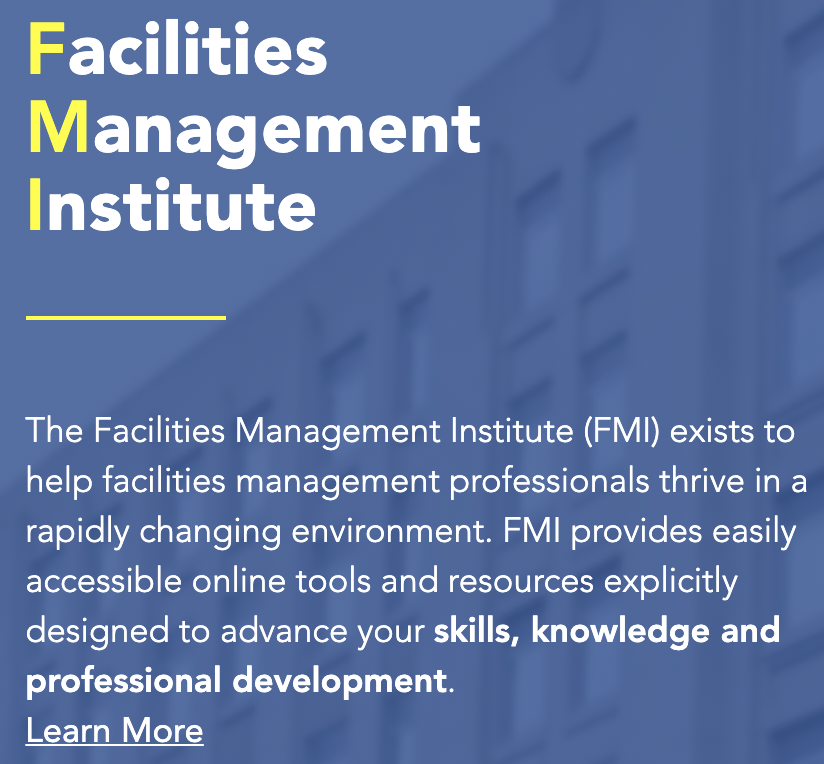 Facilities
Management
Institute
The Facilities Management Institute (FMI) exists to
help facilities management professionals thrive in a
rapidly changing environment. FMI provides easily
accessible online tools and resources explicitly
designed to advance your skills, knowledge and
professional development.
Learn More